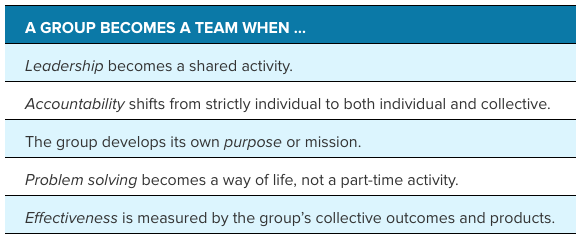 A GROUP BECOMES A TEAM WHEN ...
Leadership becomes a shared activity.
Accountability shifts from strictly individual to both individual and collective.
The group develops its own purpose or mission.
Problem solving becomes a way of life, not a part-time activity.
Effectiveness is measured by the group’s collective outcomes and products.